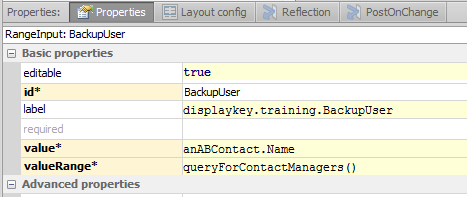 Properties: Properties Layout config Reflection PostOnChange
RangeInput: BackupUser
Basic properties
editable true
id* BackupUser
label displaykey.training.BackupUser
required
value* anABContact.Name
valueRange* queryForContactManagers()
Advanced properties